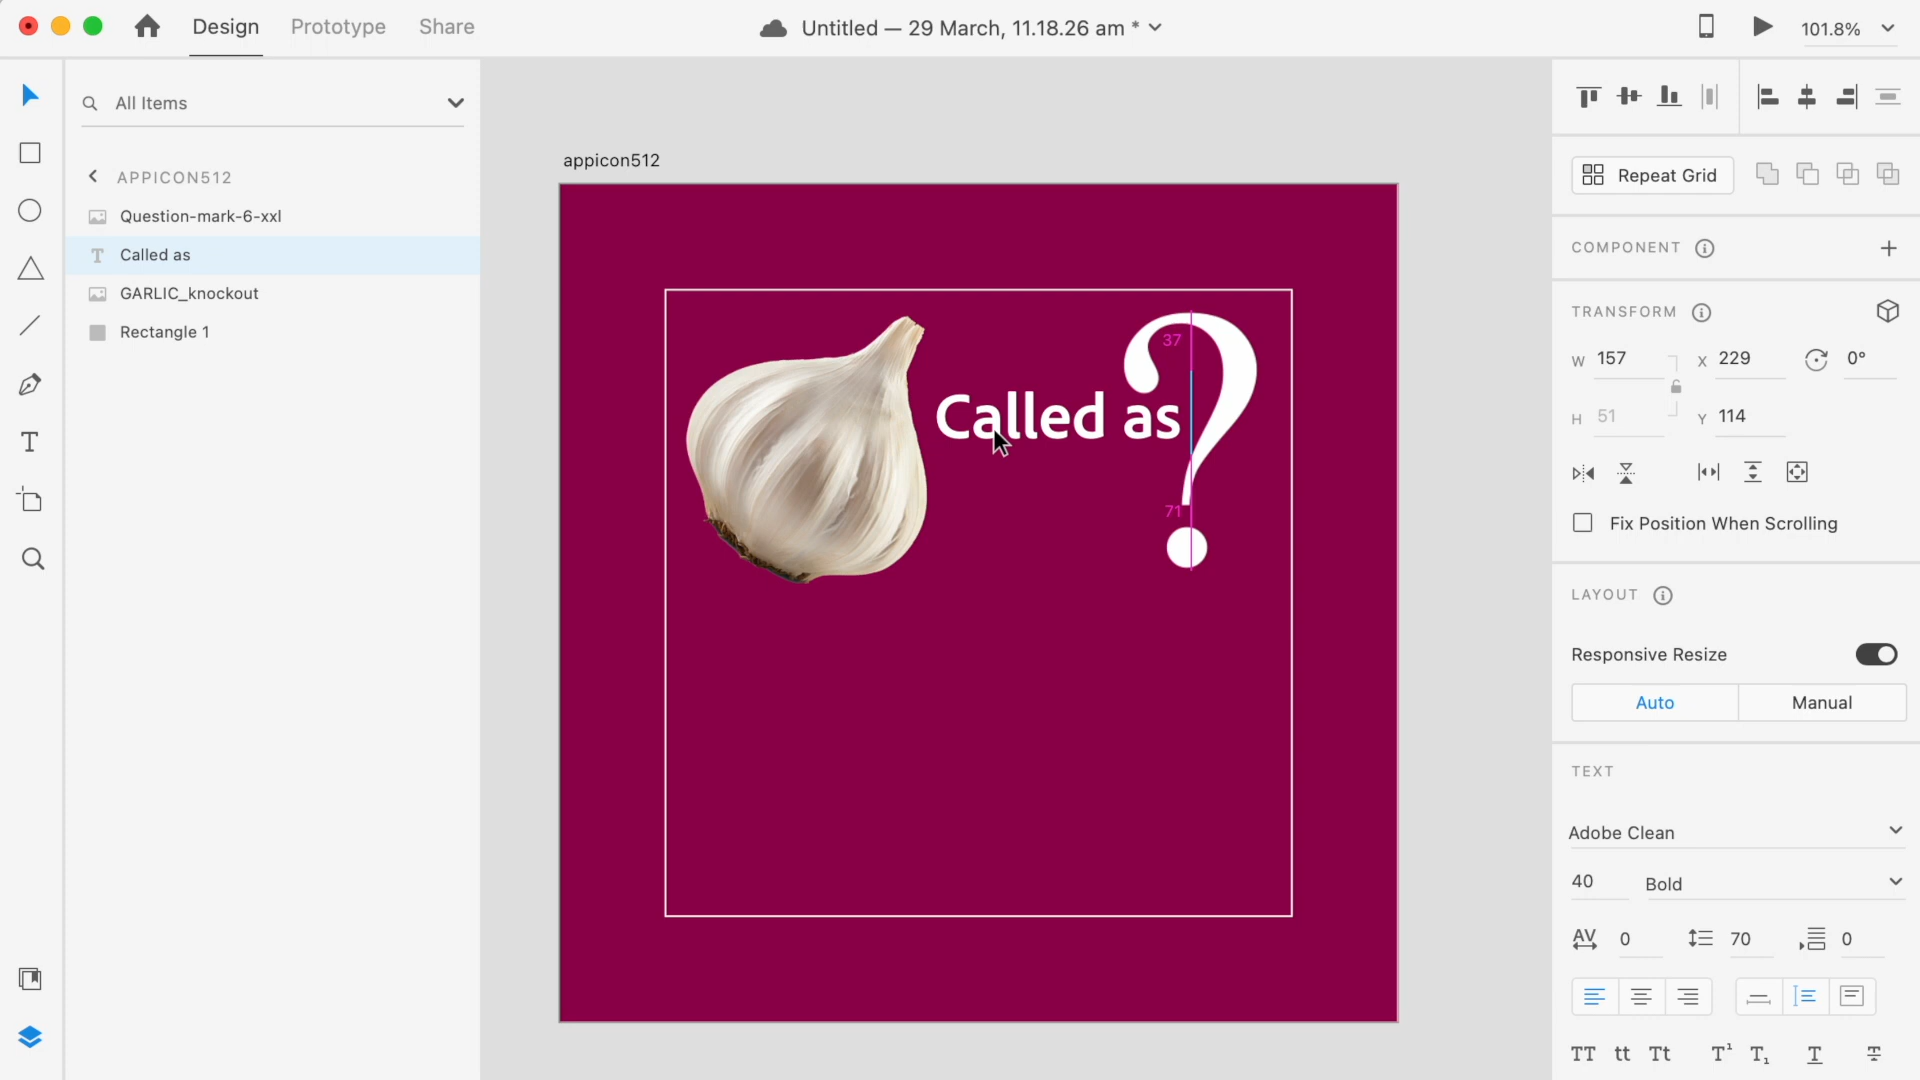 Design Prototype Share
Untitled — 29 March, 11.18.26 am *
101.8%
All Items
APPICON512
Question-mark-6-xxl
Called as
GARLIC_knockout
Rectangle 1
appicon512
37
Called as?
71
Repeat Grid
COMPONENT
TRANSFORM
W 157 X 229 0°
H 51 Y 114
Fix Position When Scrolling
LAYOUT
Responsive Resize
Auto Manual
TEXT
Adobe Clean
40 Bold
AV 0 70 0
TT tt Tt T¹ T₁ T T